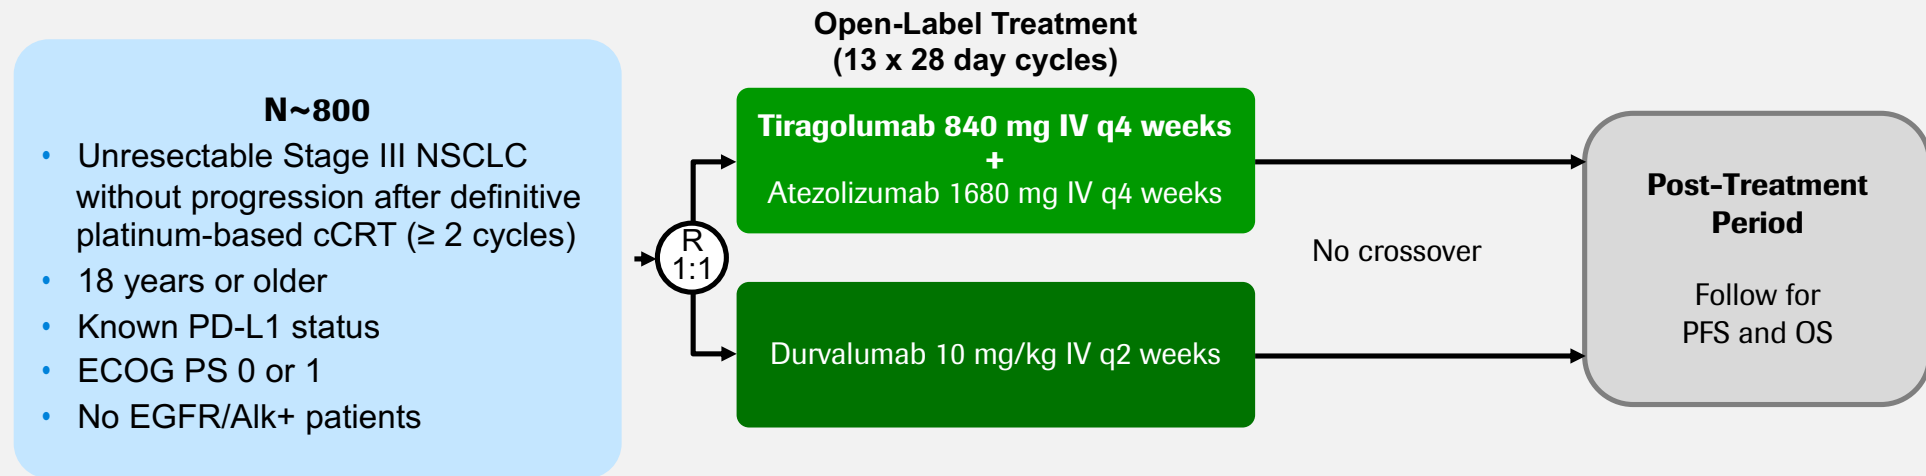 Open-Label Treatment
(13 x 28 day cycles)
N~800
• Unresectable Stage III NSCLC
without progression after definitive
platinum-based cCRT (≥ 2 cycles)
• 18 years or older
• Known PD-L1 status
• ECOG PS 0 or 1
• No EGFR/Alk+ patients
R
1:1
Tiragolumab 840 mg IV q4 weeks
+
Atezolizumab 1680 mg IV q4 weeks
Durvalumab 10 mg/kg IV q2 weeks
No crossover
Post-Treatment
Period
Follow for
PFS and OS